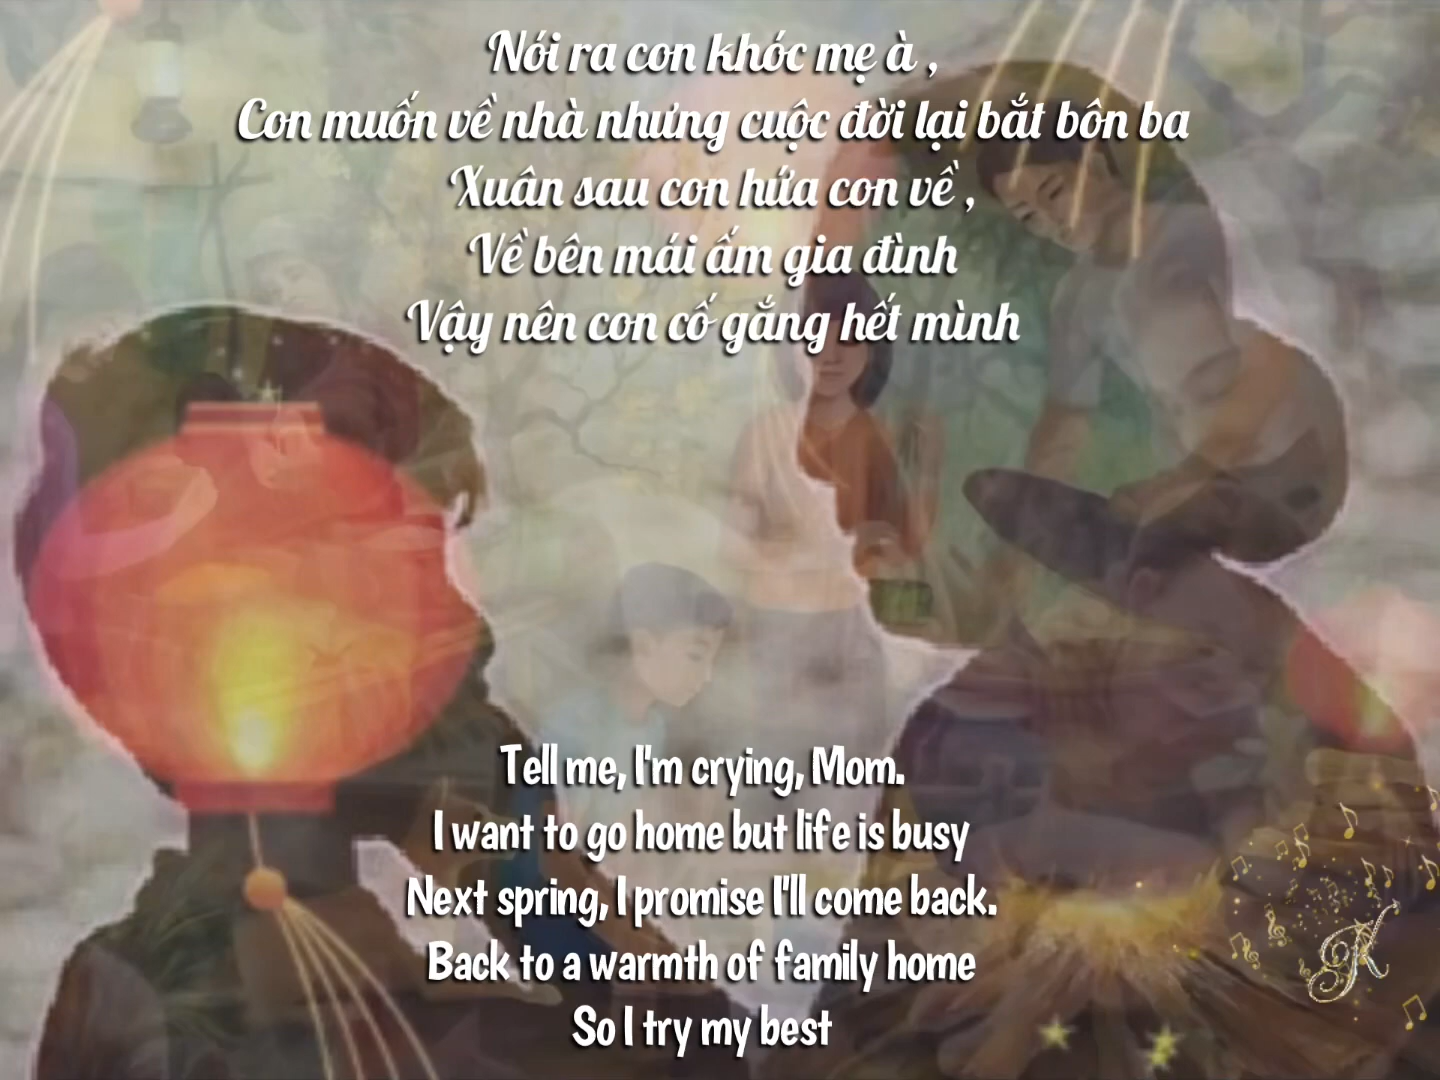 Nói ra con khóc mẹ à ,
Con muốn về nhà nhưng cuộc đời lại bắt bôn ba
Xuân sau con hứa con về ,
Về bên mái ấm gia đình
Vậy nên con cố gắng hết mình
Tell me, I'm crying, Mom.
I want to go home but life is busy
Next spring, I promise I'll come back.
Back to a warmth of family home
So I try my best